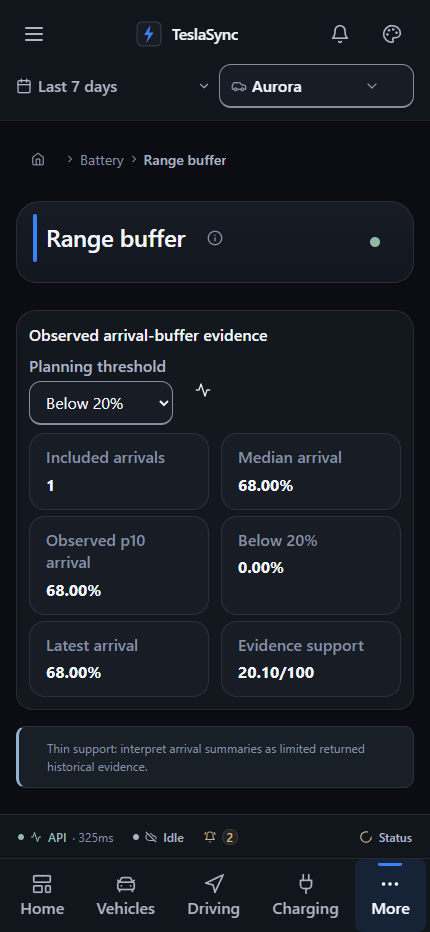 TeslaSync
Last 7 days
Aurora
Battery
Range buffer
Range buffer
Observed arrival-buffer evidence
Planning threshold
Below 20%
Included arrivals
1
Median arrival
68.00%
Observed p10
arrival
68.00%
Below 20%
0.00%
Latest arrival
68.00%
Evidence support
20.10/100
Thin support: interpret arrival summaries as limited returned
historical evidence.
API · 325ms
Idle
2
Status
Home
Vehicles
Driving
Charging
More